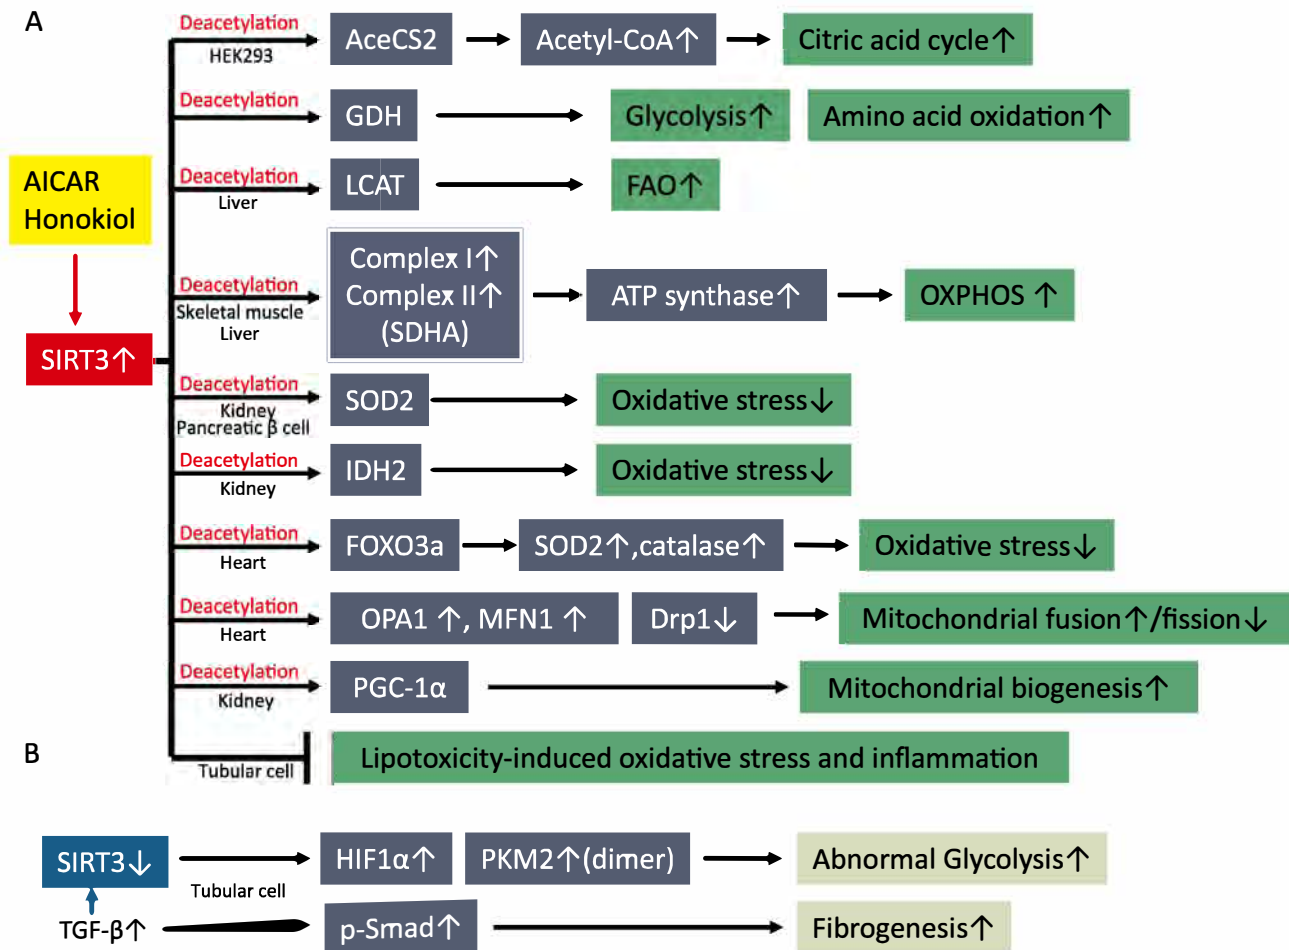 A
AICAR
Honokiol
SIRT3↑
Deacetylation
HEK293
AceCS2
Acetyl-CoA↑
Citric acid cycle↑
Deacetylation
GDH
Glycolysis↑
Amino acid oxidation↑
Deacetylation
Liver
LCAT
FAO↑
Deacetylation
Skeletal muscle
Liver
Complex I↑
Complex II↑
(SDHA)
ATP synthase↑
OXPHOS ↑
Deacetylation
Kidney
Pancreatic β cell
SOD2
Oxidative stress↓
Deacetylation
Kidney
IDH2
Oxidative stress↓
Deacetylation
Heart
FOXO3a
SOD2↑,catalase↑
Oxidative stress↓
Deacetylation
Heart
OPA1 ↑, MFN1 ↑
Drp1↓
Mitochondrial fusion↑/fission↓
Deacetylation
Kidney
PGC-1α
Mitochondrial biogenesis↑
Tubular cell
Lipotoxicity-induced oxidative stress and inflammation
B
SIRT3↓
Tubular cell
HIF1α↑
PKM2↑(dimer)
Abnormal Glycolysis↑
TGF-β↑
p-Smad↑
Fibrogenesis↑